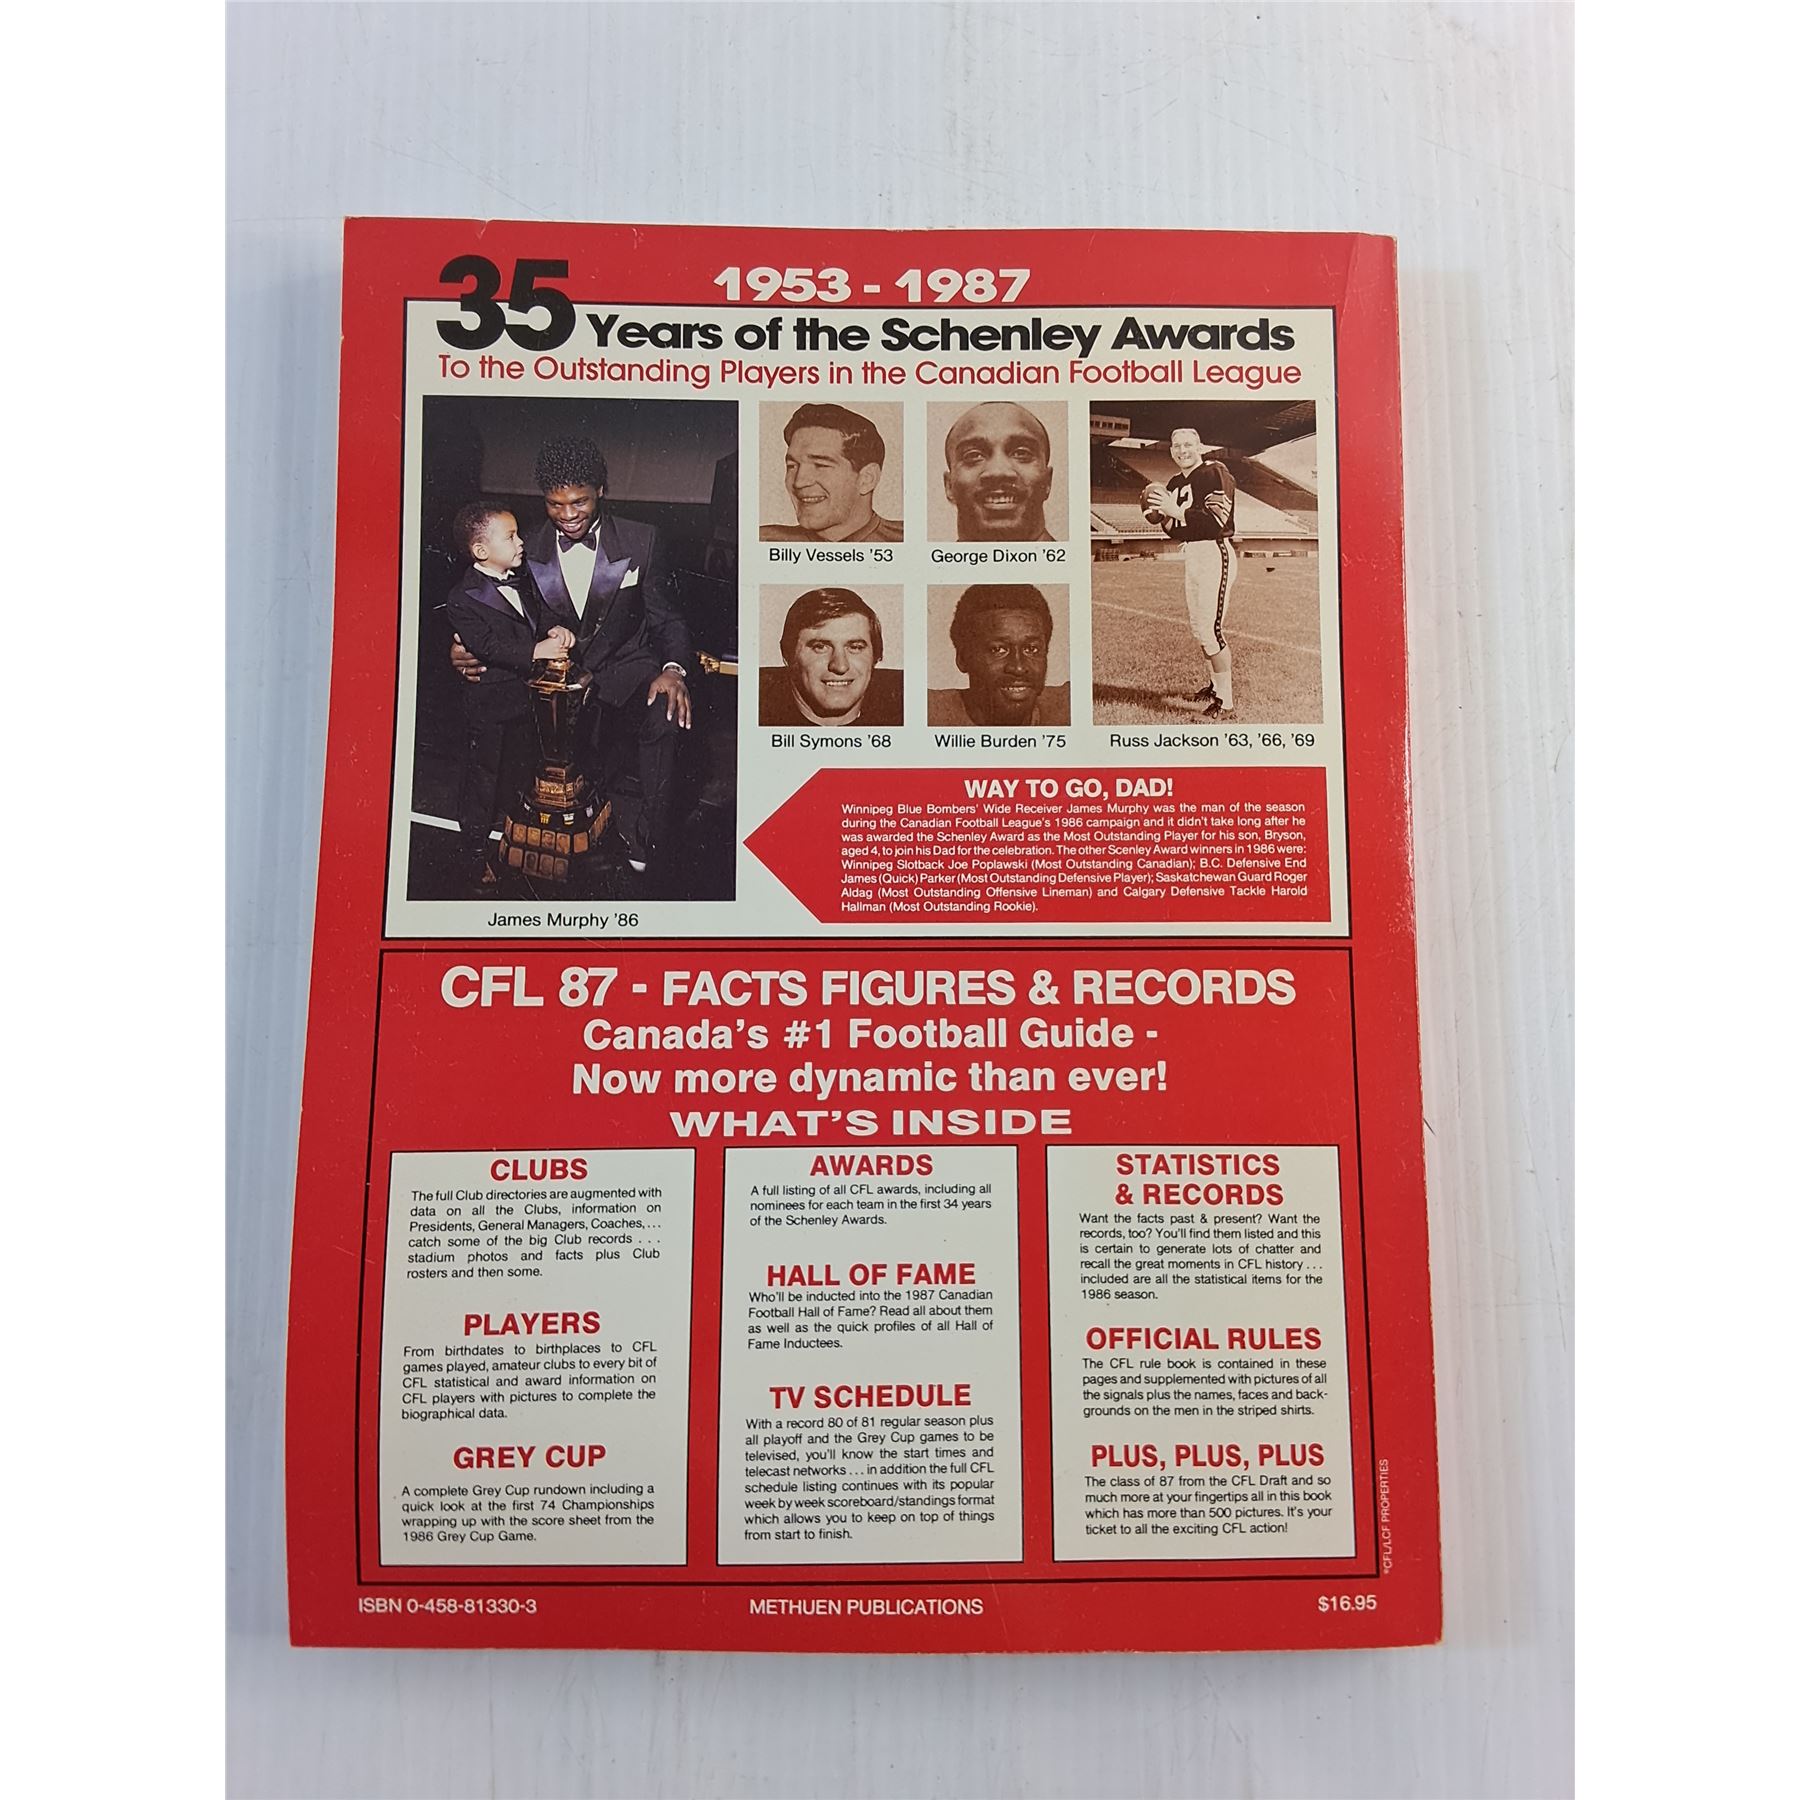 1953 - 1987
35 Years of the Schenley Awards
To the Outstanding Players in the Canadian Football League
Billy Vessels '53
George Dixon '62
Bill Symons '68
Willie Burden '75
Russ Jackson '63, '66, '69
12
James Murphy '86
WAY TO GO, DAD!
Winnipeg Blue Bombers' Wide Receiver James Murphy was the man of the season
during the Canadian Football League's 1986 campaign and it didn't take long after he
was awarded the Schenley Award as the Most Outstanding Player for his son, Bryson,
aged 4, to join his Dad for the celebration. The other Scenley Award winners in 1986 were:
Winnipeg Slotback Joe Poplawski (Most Outstanding Canadian); B.C. Defensive End
James (Quick) Parker (Most Outstanding Defensive Player); Saskatchewan Guard Roger
Aldag (Most Outstanding Offensive Lineman) and Calgary Defensive Tackle Harold
Hallman (Most Outstanding Rookie).
CFL 87 - FACTS FIGURES & RECORDS
Canada's #1 Football Guide -
Now more dynamic than ever!
WHAT'S INSIDE
CLUBS
The full Club directories are augmented with
data on all the Clubs, information on
Presidents, General Managers, Coaches, ...
catch some of the big Club records . . .
stadium photos and facts plus Club
rosters and then some.
PLAYERS
From birthdates to birthplaces to CFL
games played, amateur clubs to every bit of
CFL statistical and award information on
CFL players with pictures to complete the
biographical data.
GREY CUP
A complete Grey Cup rundown including a
quick look at the first 74 Championships
wrapping up with the score sheet from the
1986 Grey Cup Game.
AWARDS
A full listing of all CFL awards, including all
nominees for each team in the first 34 years
of the Schenley Awards.
HALL OF FAME
Who'll be inducted into the 1987 Canadian
Football Hall of Fame? Read all about them
as well as the quick profiles of all Hall of
Fame Inductees.
TV SCHEDULE
With a record 80 of 81 regular season plus
all playoff and the Grey Cup games to be
televised, you'll know the start times and
telecast networks ... in addition the full CFL
schedule listing continues with its popular
week by week scoreboard/standings format
which allows you to keep on top of things
from start to finish.
STATISTICS
& RECORDS
Want the facts past & present? Want the
records, too? You'll find them listed and this
is certain to generate lots of chatter and
recall the great moments in CFL history ...
included are all the statistical items for the
1986 season.
OFFICIAL RULES
The CFL rule book is contained in these
pages and supplemented with pictures of all
the signals plus the names, faces and back-
grounds on the men in the striped shirts.
PLUS, PLUS, PLUS
The class of 87 from the CFL Draft and so
much more at your fingertips all in this book
which has more than 500 pictures. It's your
ticket to all the exciting CFL action!
*CFL/LCF PROPERTIES
ISBN 0-458-81330-3
METHUEN PUBLICATIONS
$16.95